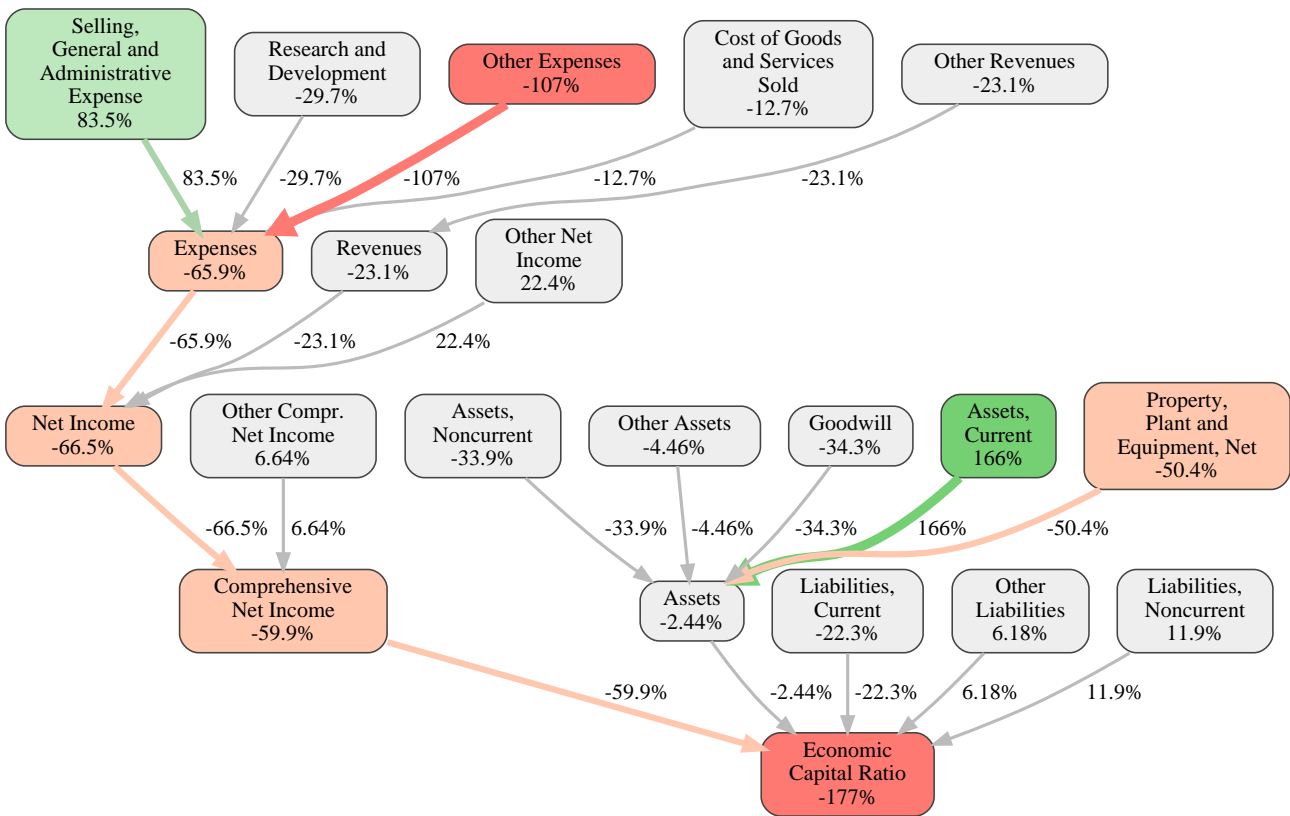 Selling,
General and
Administrative
Expense
83.5%
Research and
Development
-29.7%
Other Expenses
-107%
Cost of Goods
and Services
Sold
-12.7%
Other Revenues
-23.1%
83.5%
-29.7%
-107%
-12.7%
-23.1%
Expenses
-65.9%
Revenues
-23.1%
Other Net
Income
22.4%
-65.9%
-23.1%
22.4%
Net Income
-66.5%
Other Compr.
Net Income
6.64%
Assets,
Noncurrent
-33.9%
Other Assets
-4.46%
Goodwill
-34.3%
Assets,
Current
166%
Property,
Plant and
Equipment, Net
-50.4%
-66.5%
6.64%
-33.9%
-4.46%
-34.3%
166%
-50.4%
Comprehensive
Net Income
-59.9%
Assets
-2.44%
Liabilities,
Current
-22.3%
Other
Liabilities
6.18%
Liabilities,
Noncurrent
11.9%
-59.9%
-2.44%
-22.3%
6.18%
11.9%
Economic
Capital Ratio
-177%